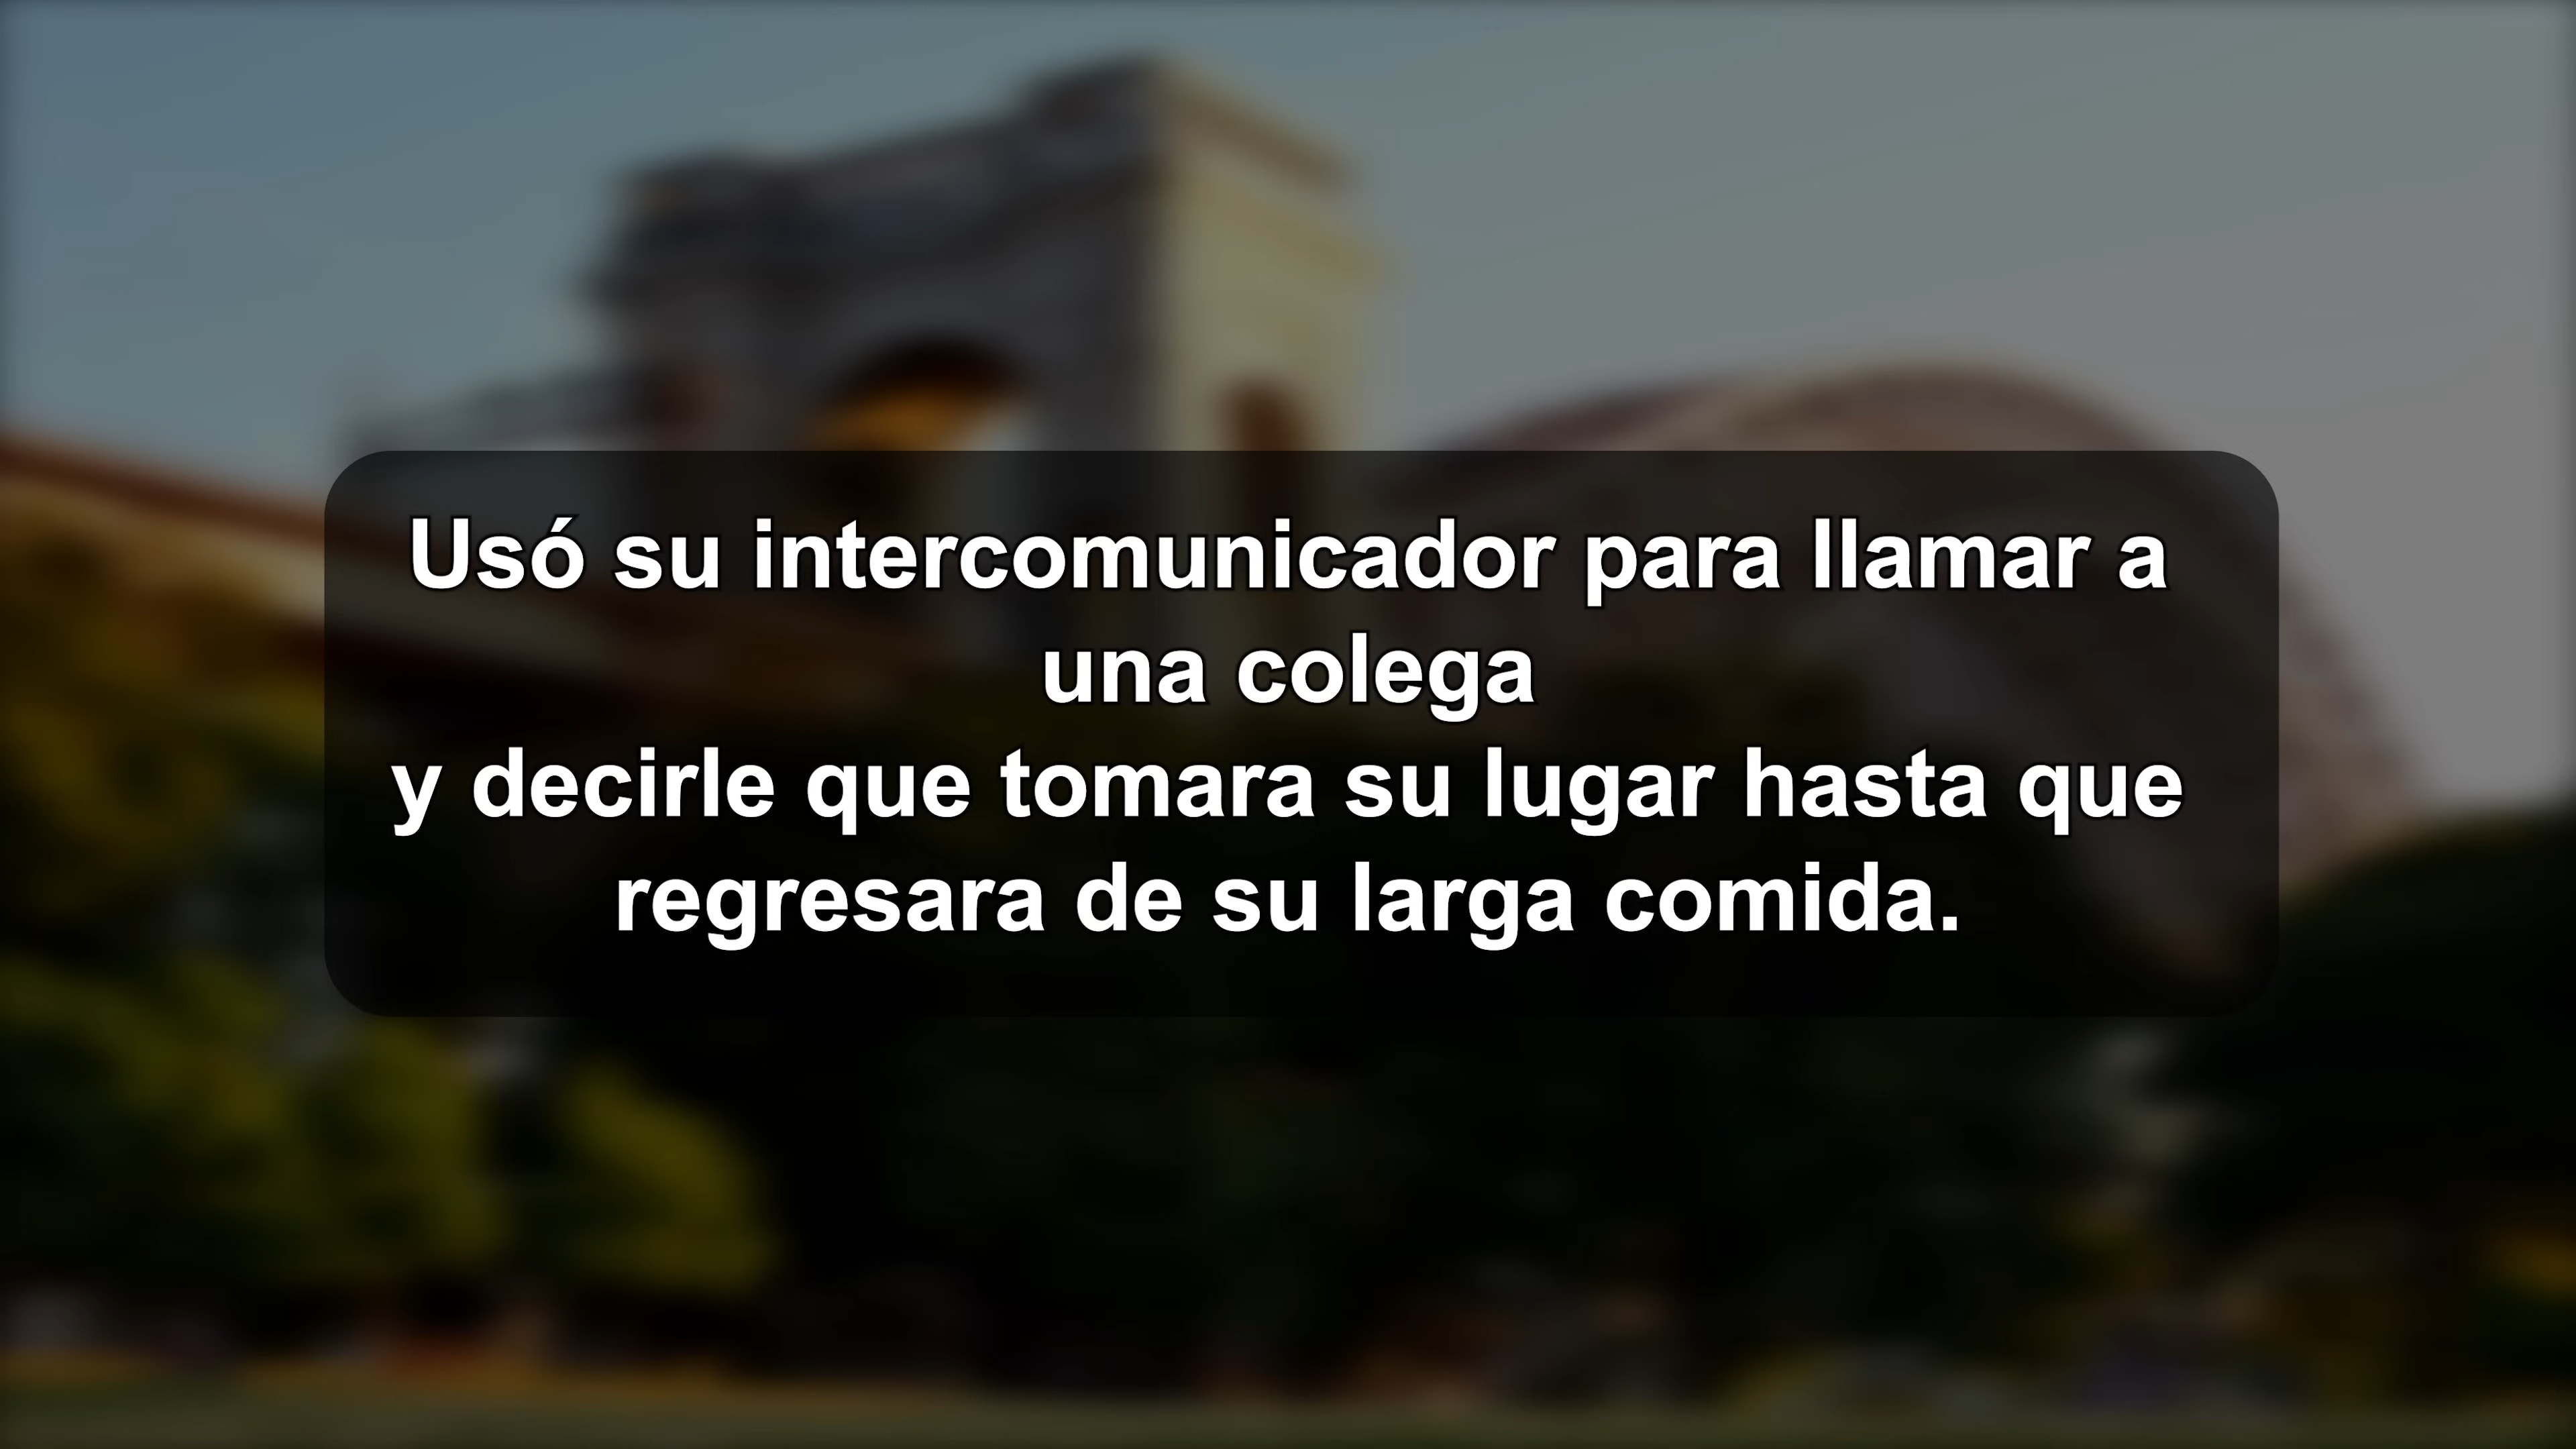 Usó su intercomunicador para llamar a
una colega
y decirle que tomara su lugar hasta que
regresara de su larga comida.